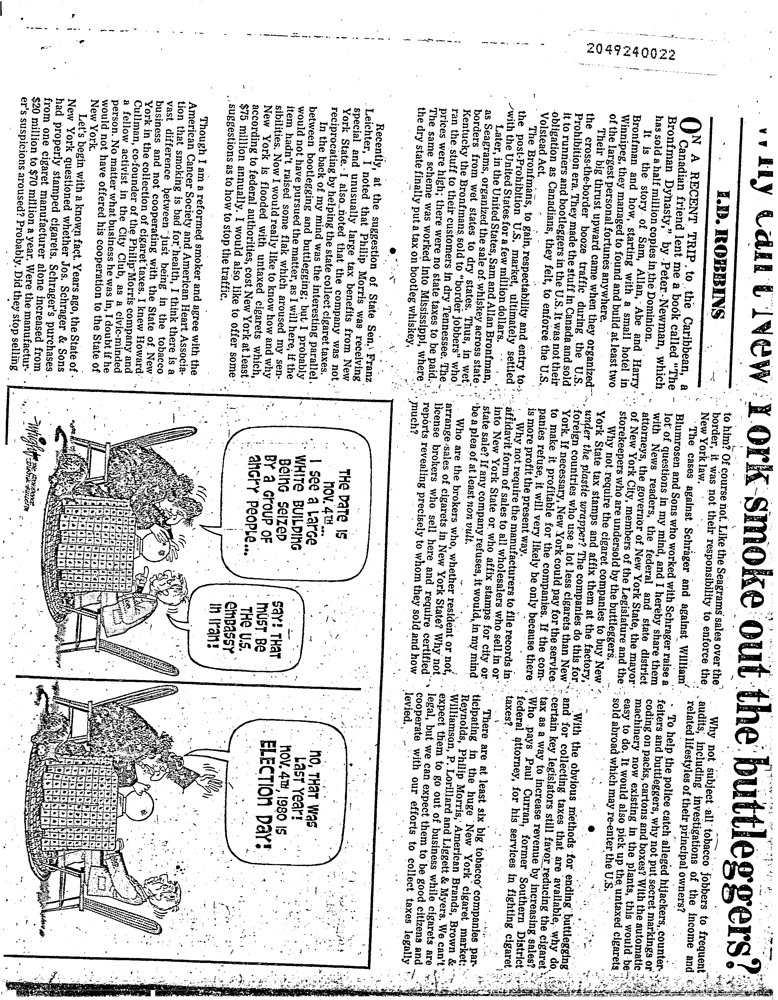 2049240022
Why can't New York smoke out the buttleggers?
I.D. ROBBINS
ON A RECENT TRIP to the Caribbean, a
Canadian friend lent me a book called "The
Bronfman Dynasty," by Peter Newman, which
has sold a half million copies in the Dominion.
It is the story of Sam, Allan, Abe and Harry
Bronfman and how, starting with a small hotel in
Winnipeg, they managed to found and hold at least two
of the largest personal fortunes anywhere.
Their big thrust upward came when they organized
the cross-the-border booze traffic during the U.S.
Prohibition days. They made the stuff in Canada and sold
it to runners and bootleggers in the U.S. It was not their
obligation as Canadians, they felt, to enforce the U.S.
Volstead Act.
The Bronfmans, to gain respectability and entry to
the post-Prohibition U.S. market, ultimately settled
with the United States for a few million dollars.
Later, in the United States, Sam and Allan Bronfman,
as Seagrams, organized the sale of whiskey across state
borders from wet states to dry states. Thus, in wet
Kentucky, the Bronfmans sold to "border jobbers" who
ran the stuff to their customers in dry Tennessee. The
prices were high; there were no state taxes to be paid.
The same scheme was worked into Mississippi, where
the dry state finally put a tax on bootleg whiskey.
Recently, at the suggestion of State Sen. Franz
Leichter, I noted that Philip Morris was receiving
special and unusually large tax benefits from New
York State. I also noted that the company was not
reciprocating by helping the state collect cigaret taxes.
In the back of my mind was the interesting parallel
between bootlegging and buttlegging; but I probably
would not have pursued the matter, as I will here, if the
item hadn't raised some flak which aroused my sen-
sibilities. Now I would really like to know how and why
New York is flooded with untaxed cigarets which,
according to federal authorities, cost New York at least
$75 million annually. I would also like to offer some
suggestions as to how to stop the traffic.
Though I am a reformed smoker and agree with the
American Cancer Society and American Heart Associa-
tion that smoking is bad for health, I think there is a
vast difference between just being in the tobacco
business and not cooperating with the State of New
York in the collection of cigaret taxes. I knew Howard
Cullman, co-founder of the Philip Morris company and
a fellow activist in the City Club, as a civic-minded
person. No matter what business he was in, I doubt if he
would not have offered his cooperation to the State of
New York.
Let's begin with a known fact. Years ago, the State of
New York questioned whether Jos. Schrager & Sons
had properly stamped cigarets. Schrager's purchases
from one cigaret manufacturer alone increased from
$20 million to $70 million a year. Were the manufactur-
er's suspicions aroused? Probably. Did they stop selling
to him? Of course not. Like the Seagrams sales over the
border, it was not their responsibility to enforce the
New York law.
The cases against Schrager and against William
Blumrosen and Sons who worked with Schrager raise a
lot of questions in my mind, and I hereby share them
with News readers, the federal and state district
attorneys, the governor of New York State, the mayor
of New York City, members of the Legislature and the
storekeepers who are undersold by the buttleggers.
Why not require the cigaret companies to buy New
York State tax stamps and affix them at the factory,
under the plastic wrapper? The companies do this for
foreign countries who use a lot less cigarets than New
York. If necessary, New York could pay for the service
to make it profitable for the companies. If the com-
panies refuse, it will very likely be only because there
is more profit the present way.
Why not require the manufacturers to file records in
affidavit form of sales to all wholesalers who sell in or
into New York State or who affix stamps for city or
state sale? If any company refuses, it would, in my mind
be a plea of at least non vult.
Who are the brokers who, whether resident or not,
arrange sales of cigarets in New York State? Why not
license brokers who sell here and require certified
reports revealing precisely to whom they sold and how
much?
Why not subject all tobacco jobbers to frequent
audits, including investigations of the income and
related lifestyles of their principal owners?
To help the police catch alleged hijackers, counter-
feiters and buttleggers, why not put secret markings or
coding on packs, cartons and boxes? With the automatic
machinery now existing in the plants, this would be
easy to do. It would also pick up the untaxed cigarets
sold abroad which may re-enter the U.S.
With the obvious methods for ending buttlegging
and for collecting taxes that are available, why do
certain key legislators still favor reducing the cigaret
tax as a way to increase revenue by increasing sales?
Who pays Paul Curran, former Southern District
federal attorney, for his services in fighting cigaret
taxes?
There are at least six big tobacco companies par-
ticipating in the huge New York cigaret market:
Reynolds, Philip Morris, American Brands, Brown &
Williamson, P. Lorillard and Liggett & Myers. We can't
expect them to go out of business while cigarets are
legal, but we can expect them to be good citizens and
cooperate with our efforts to collect taxes legally
levied.
THE DATE IS
NOV. 4TH...
I SEE A LARGE
WHITE BUILDING
BEING SEIZED
BY A GROUP OF
ANGRY PEOPLE...
SAY! THAT
MUST BE
THE U.S.
EMBASSY
IN IRAN!
NO, THAT WAS
LAST YEAR!
NOV. 4TH, 1980 IS
ELECTION DAY!